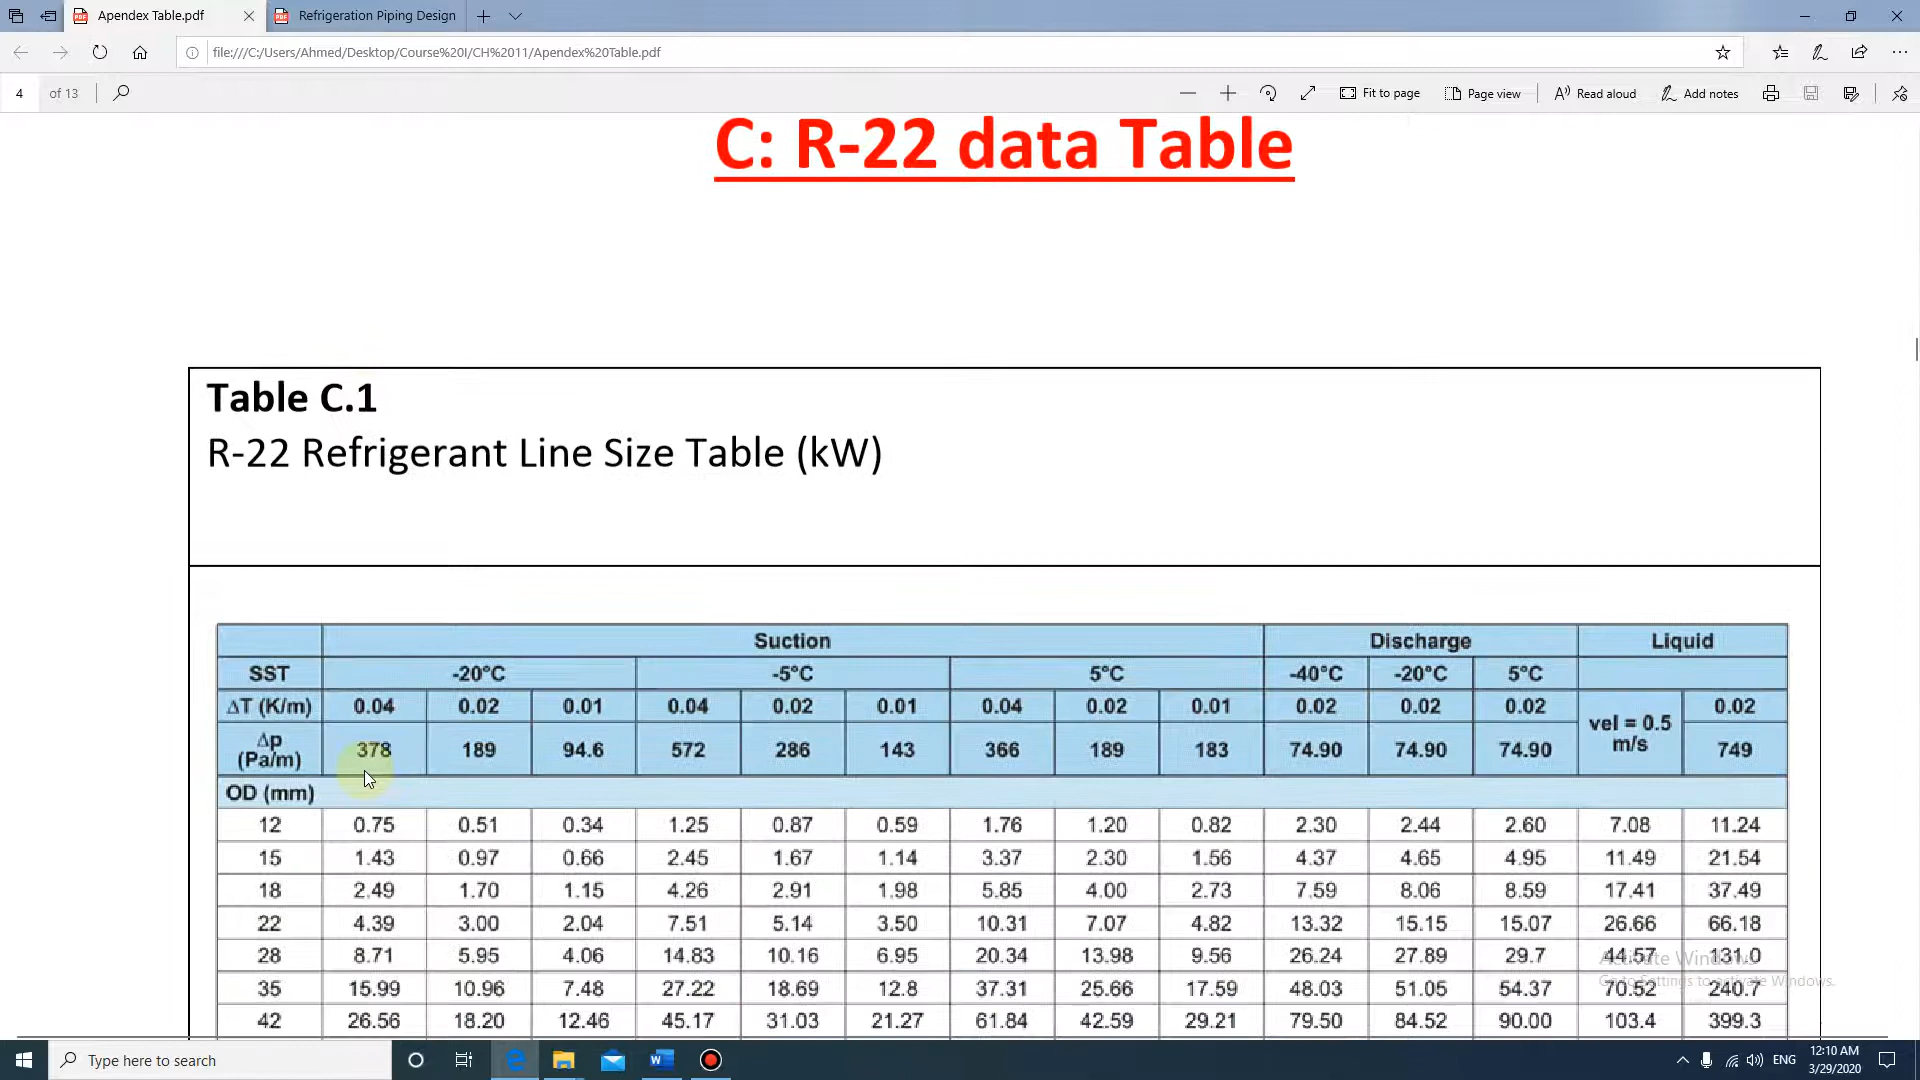 Apendex Table.pdf
Refrigeration Piping Design
file:///C:/Users/Ahmed/Desktop/Course%20I/CH%2011/Apendex%20Table.pdf
4 of 13 Fit to page Page view Read aloud Add notes
C: R-22 data Table
Table C.1
R-22 Refrigerant Line Size Table (kW)
Suction Discharge Liquid
SST -20°C -5°C 5°C -40°C -20°C 5°C
ΔT (K/m) 0.04 0.02 0.01 0.04 0.02 0.01 0.04 0.02 0.01 0.02 0.02 0.02 vel = 0.5 m/s 0.02
Δp (Pa/m) 378 189 94.6 572 286 143 366 189 183 74.90 74.90 74.90 749
OD (mm)
12 0.75 0.51 0.34 1.25 0.87 0.59 1.76 1.20 0.82 2.30 2.44 2.60 7.08 11.24
15 1.43 0.97 0.66 2.45 1.67 1.14 3.37 2.30 1.56 4.37 4.65 4.95 11.49 21.54
18 2.49 1.70 1.15 4.26 2.91 1.98 5.85 4.00 2.73 7.59 8.06 8.59 17.41 37.49
22 4.39 3.00 2.04 7.51 5.14 3.50 10.31 7.07 4.82 13.32 15.15 15.07 26.66 66.18
28 8.71 5.95 4.06 14.83 10.16 6.95 20.34 13.98 9.56 26.24 27.89 29.7 44.57 131.0
35 15.99 10.96 7.48 27.22 18.69 12.8 37.31 25.66 17.59 48.03 51.05 54.37 70.52 240.7
42 26.56 18.20 12.46 45.17 31.03 21.27 61.84 42.59 29.21 79.50 84.52 90.00 103.4 399.3
Activate Windows
Go to Settings to activate Windows.
Type here to search
ENG
12:10 AM
3/29/2020